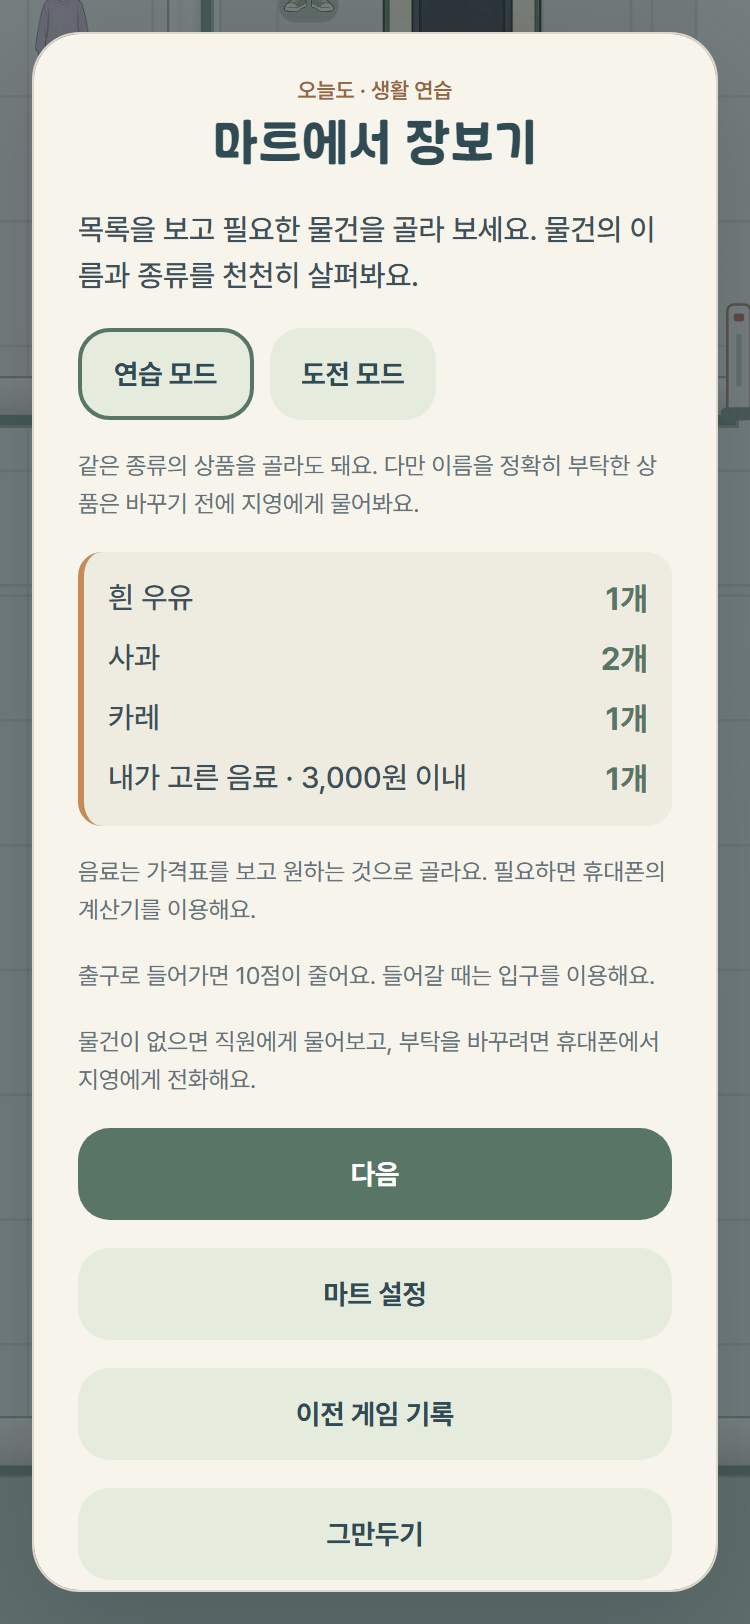 오늘도 · 생활 연습
마트에서 장보기
목록을 보고 필요한 물건을 골라 보세요. 물건의 이
름과 종류를 천천히 살펴봐요.
연습 모드
도전 모드
같은 종류의 상품을 골라도 돼요. 다만 이름을 정확히 부탁한 상
품은 바꾸기 전에 지영에게 물어봐요.
흰 우유 1개
사과 2개
카레 1개
내가 고른 음료 · 3,000원 이내 1개
음료는 가격표를 보고 원하는 것으로 골라요. 필요하면 휴대폰의
계산기를 이용해요.
출구로 들어가면 10점이 줄어요. 들어갈 때는 입구를 이용해요.
물건이 없으면 직원에게 물어보고, 부탁을 바꾸려면 휴대폰에서
지영에게 전화해요.
다음
마트 설정
이전 게임 기록
그만두기